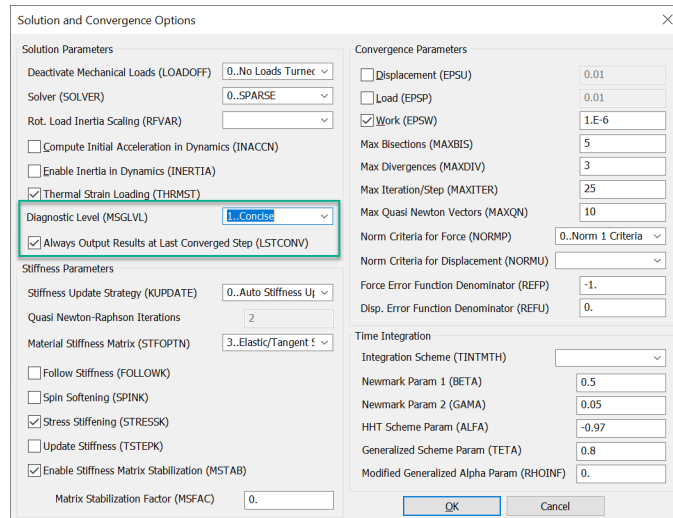 Solution and Convergence Options
Solution Parameters
Deactivate Mechanical Loads (LOADOFF) 0..No Loads Turnec
Solver (SOLVER) 0..SPARSE
Rot. Load Inertia Scaling (RFVAR)
Compute Initial Acceleration in Dynamics (INACCN)
Enable Inertia in Dynamics (INERTIA)
Thermal Strain Loading (THRMST)
Diagnostic Level (MSGLVL) 1..Concise
Always Output Results at Last Converged Step (LSTCONV)
Stiffness Parameters
Stiffness Update Strategy (KUPDATE) 0..Auto Stiffness Up
Quasi Newton-Raphson Iterations 2
Material Stiffness Matrix (STFOPTN) 3..Elastic/Tangent S
Follow Stiffness (FOLLOWK)
Spin Softening (SPINK)
Stress Stiffening (STRESSK)
Update Stiffness (TSTEPK)
Enable Stiffness Matrix Stabilization (MSTAB)
Matrix Stabilization Factor (MSFAC) 0.
Convergence Parameters
Displacement (EPSU) 0.01
Load (EPSP) 0.01
Work (EPSW) 1.E-6
Max Bisections (MAXBIS) 5
Max Divergences (MAXDIV) 3
Max Iteration/Step (MAXITER) 25
Max Quasi Newton Vectors (MAXQN) 10
Norm Criteria for Force (NORMP) 0..Norm 1 Criteria
Norm Criteria for Displacement (NORMU)
Force Error Function Denominator (REFP) -1.
Disp. Error Function Denominator (REFU) 0.
Time Integration
Integration Scheme (TINTMTH)
Newmark Param 1 (BETA) 0.5
Newmark Param 2 (GAMA) 0.05
HHT Scheme Param (ALFA) -0.97
Generalized Scheme Param (TETA) 0.8
Modified Generalized Alpha Param (RHOINF) 0.
OK Cancel